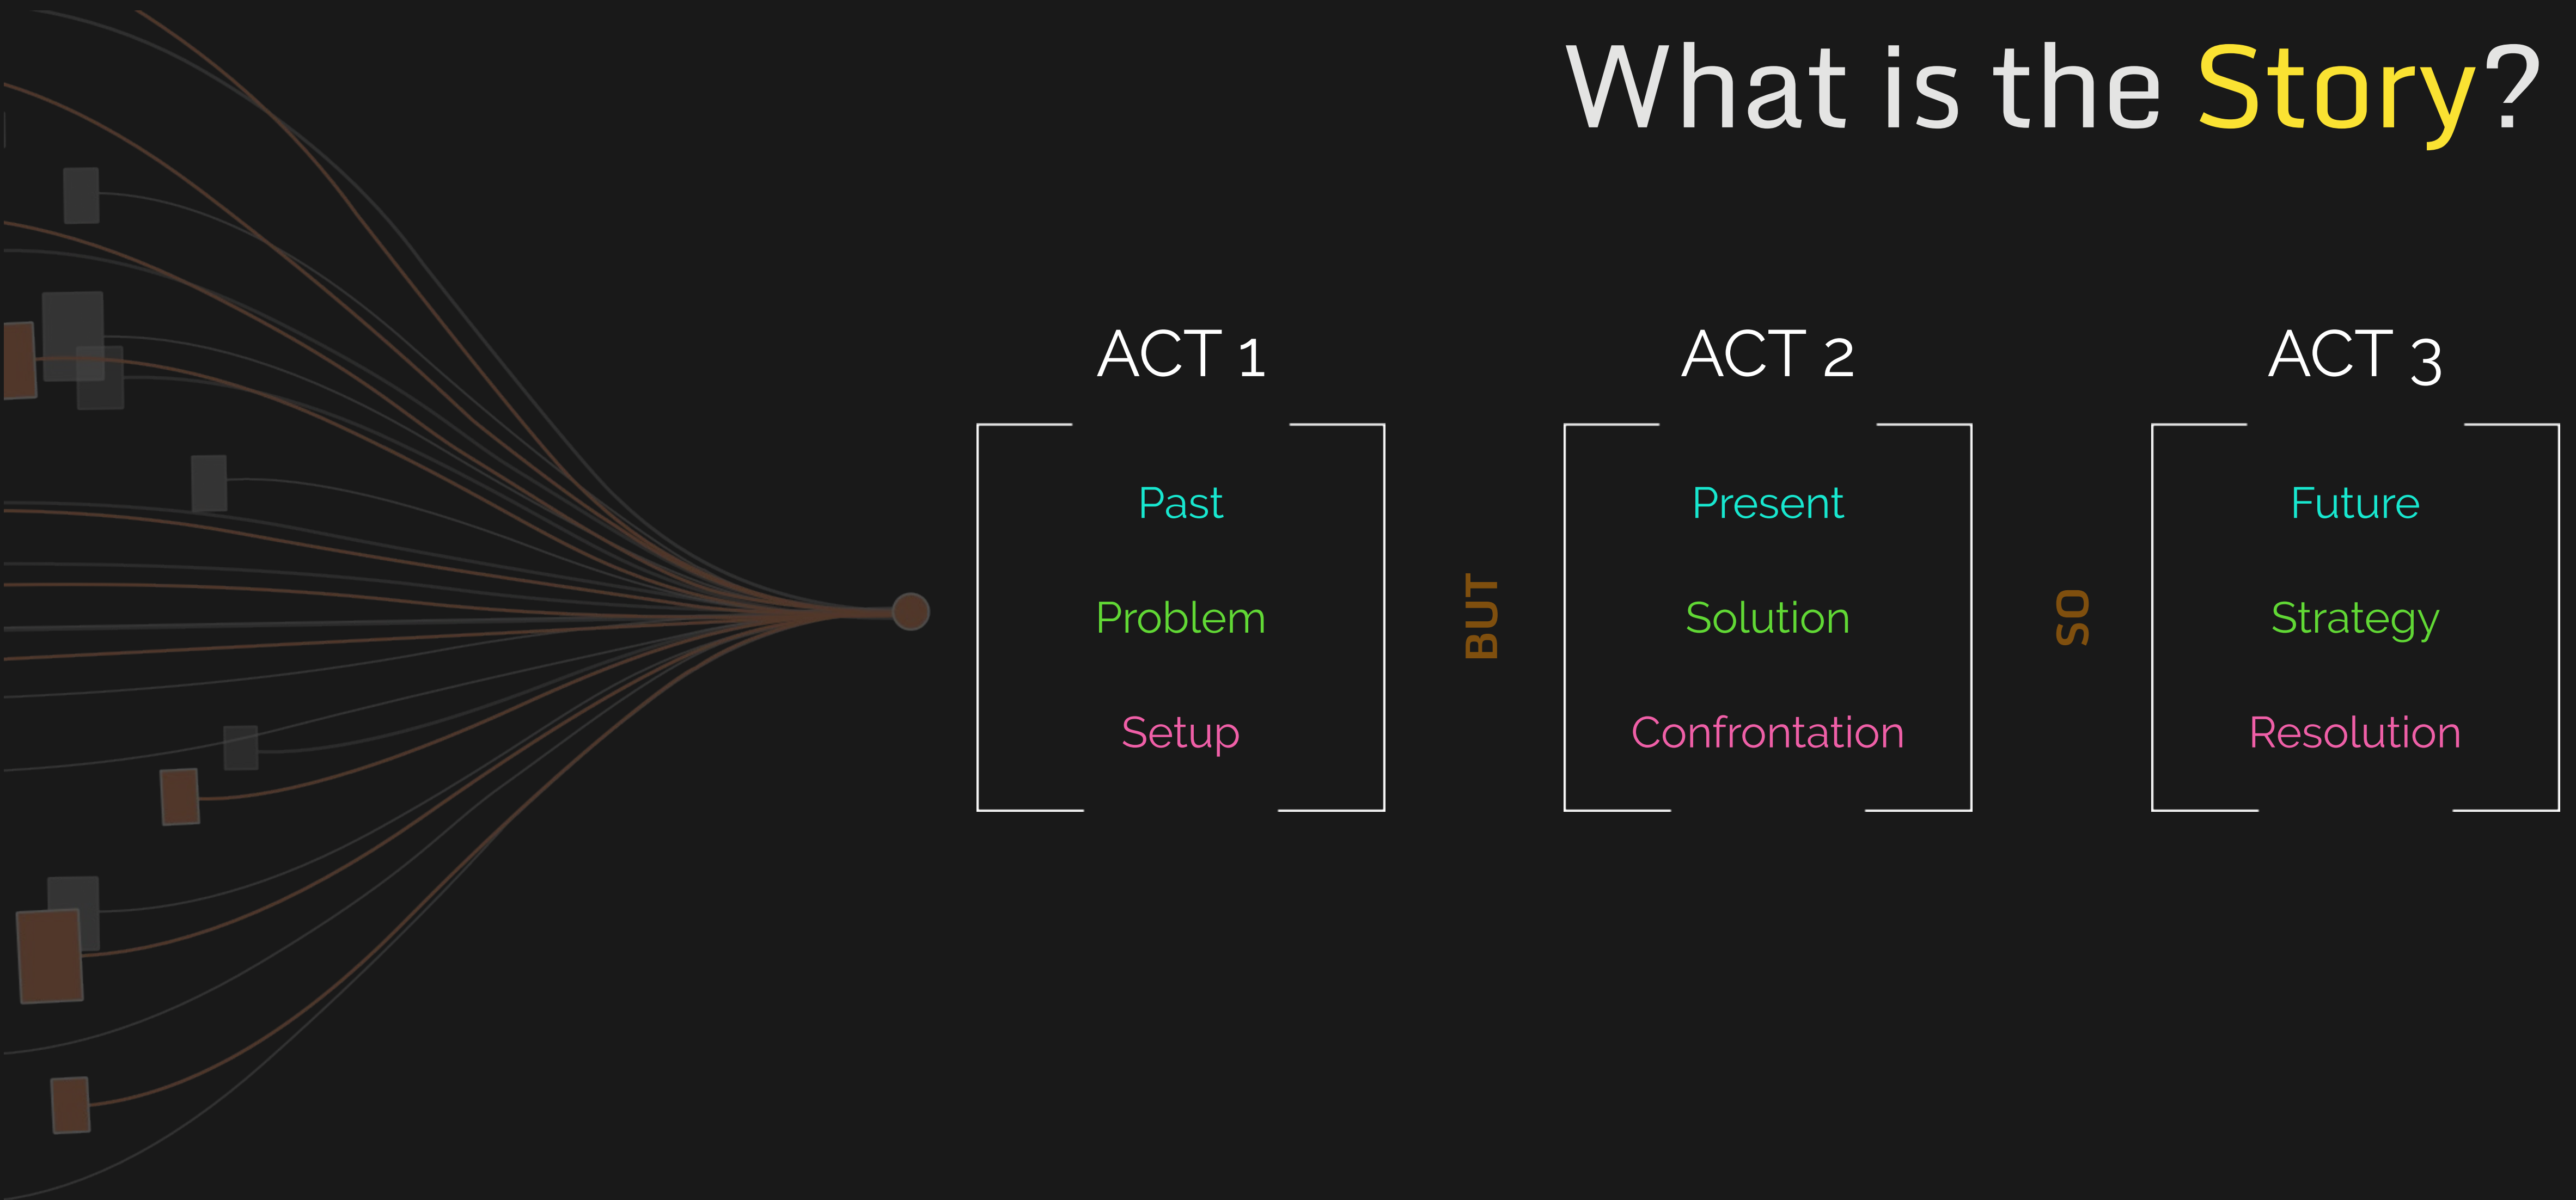 What is the Story?
ACT 1
Past
Problem
Setup
BUT
ACT 2
Present
Solution
Confrontation
SO
ACT 3
Future
Strategy
Resolution